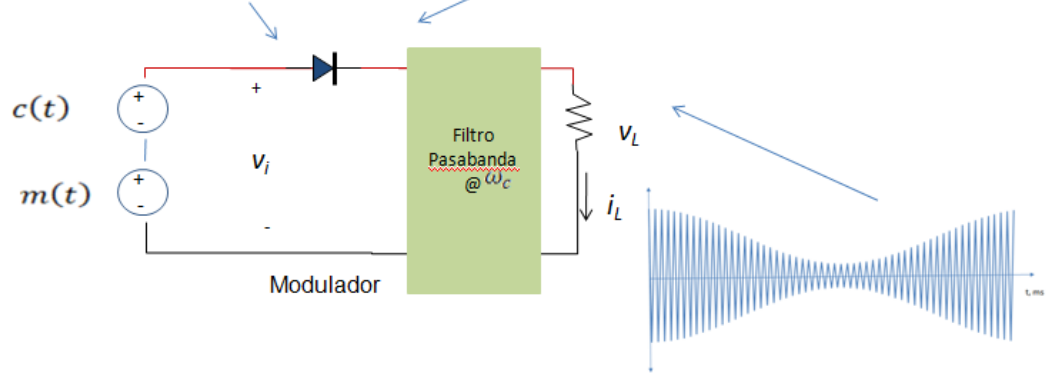 c(t)
+
-
m(t)
+
-
+
v_i
-
Modulador
Filtro
Pasabanda
@ ω_c
v_L
i_L
t, ms